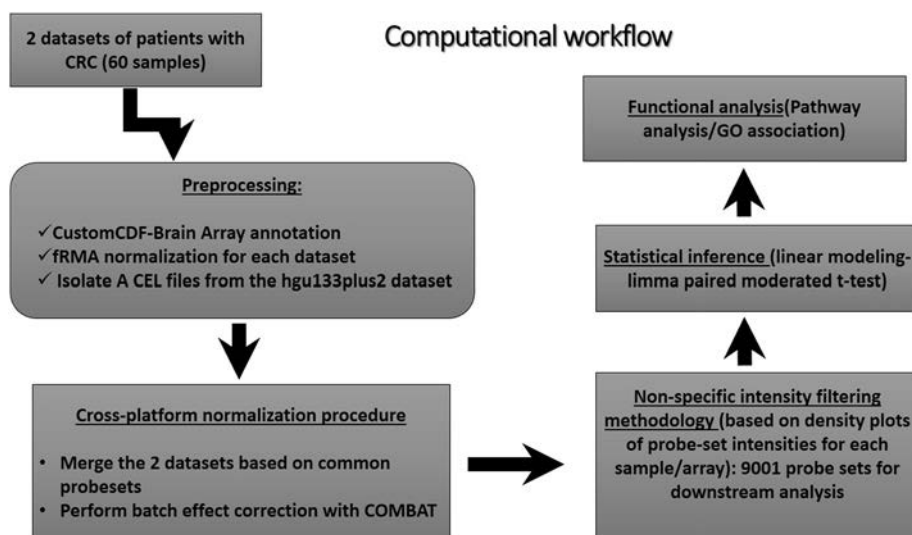 Computational workflow
2 datasets of patients with
CRC (60 samples)
Preprocessing:
✓CustomCDF-Brain Array annotation
✓fRMA normalization for each dataset
✓ Isolate A CEL files from the hgu133plus2 dataset
Cross-platform normalization procedure
• Merge the 2 datasets based on common
probesets
• Perform batch effect correction with COMBAT
Non-specific intensity filtering
methodology (based on density plots
of probe-set intensities for each
sample/array): 9001 probe sets for
downstream analysis
Statistical inference (linear modeling-
limma paired moderated t-test)
Functional analysis(Pathway
analysis/GO association)